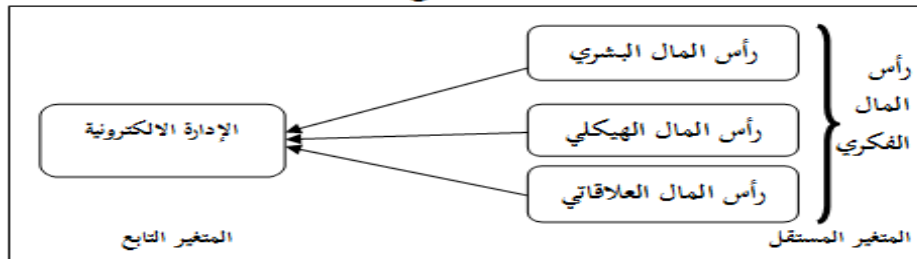 رأس المال البشري
رأس
المال
الفكري
الإدارة الالكترونية
رأس المال الهيكلي
رأس المال العلاقاتي
المتغير المستقل
المتغير التابع